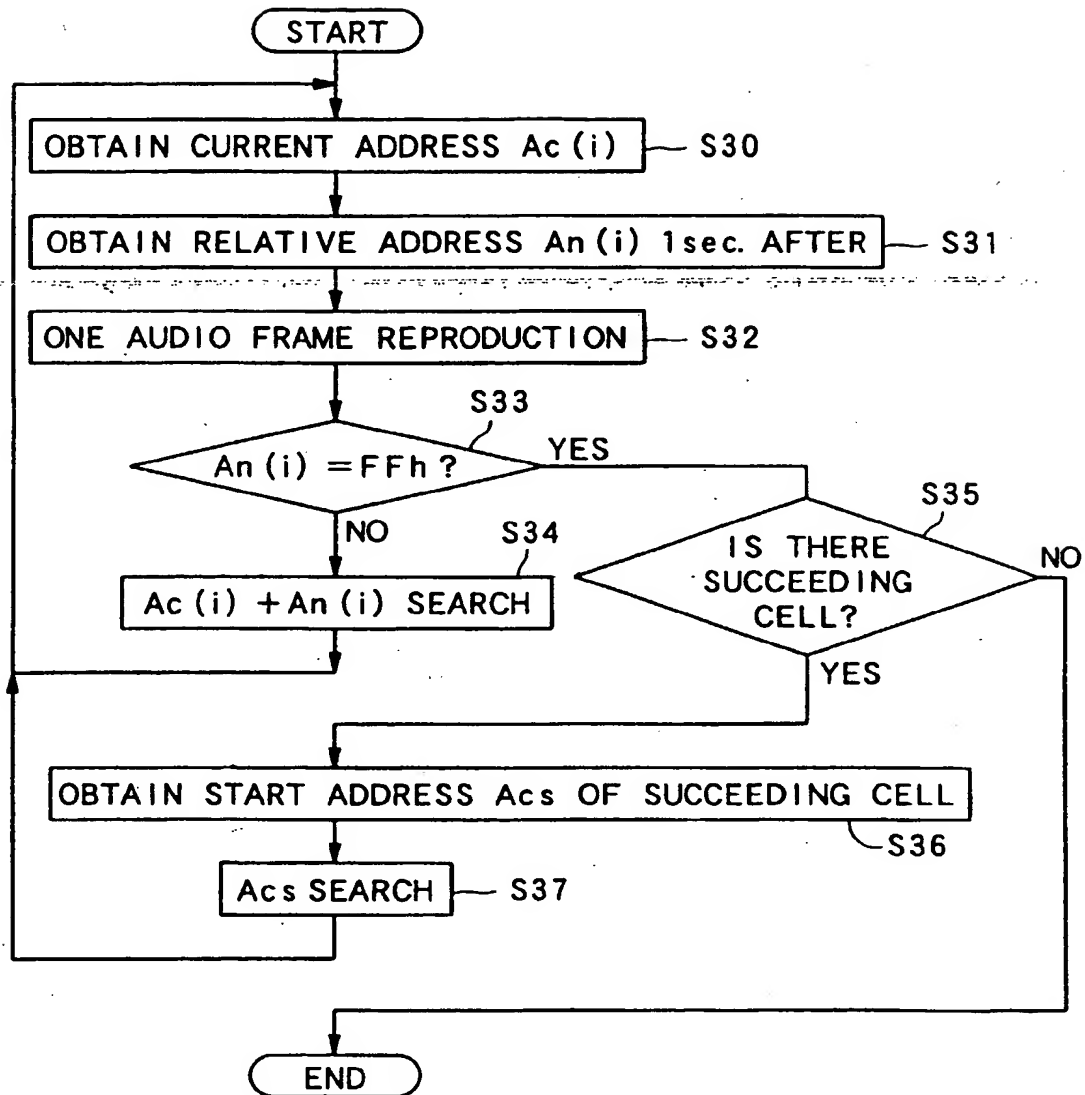 START
OBTAIN CURRENT ADDRESS Ac(i)
S30
OBTAIN RELATIVE ADDRESS An(i) 1sec. AFTER
S31
ONE AUDIO FRAME REPRODUCTION
S32
S33
An(i) =FFh?
YES
NO
S34
Ac(i)+An(i) SEARCH
S35
IS THERE
SUCCEEDING
CELL?
NO
YES
OBTAIN START ADDRESS Acs OF SUCCEEDING CELL
S36
Acs SEARCH
S37
END